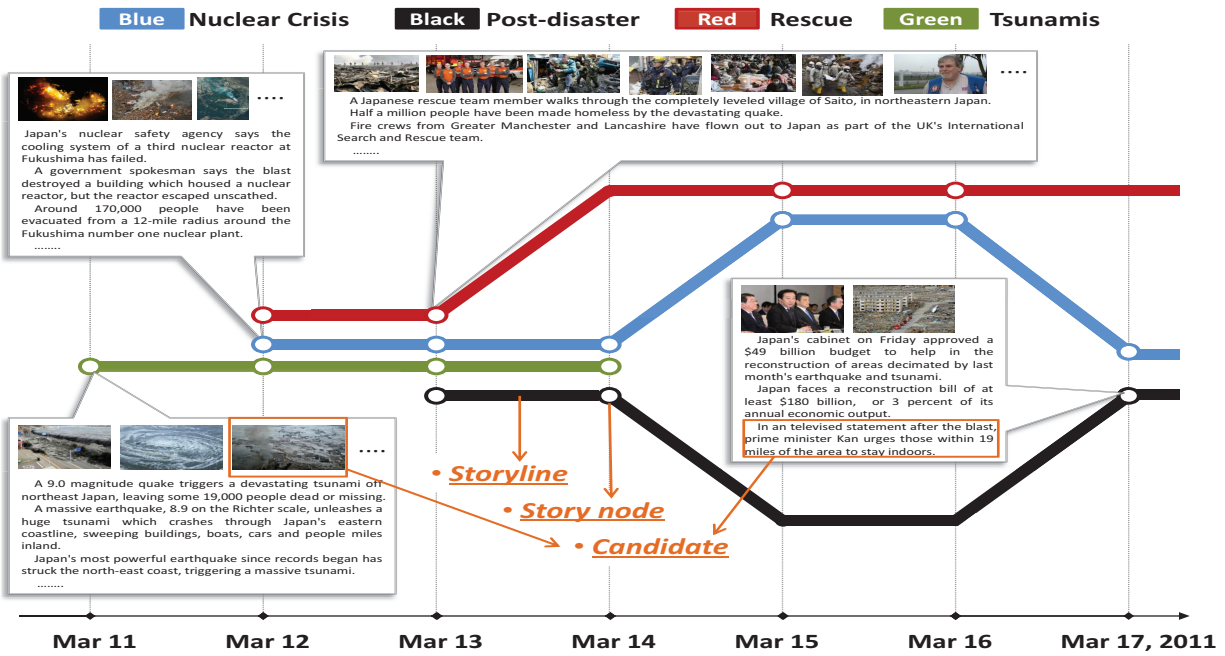 Blue Nuclear Crisis Black Post-disaster Red Rescue Green Tsunamis
....
Japan's nuclear safety agency says the
cooling system of a third nuclear reactor at
Fukushima has failed.
A government spokesman says the blast
destroyed a building which housed a nuclear
reactor, but the reactor escaped unscathed.
Around 170,000 people have been
evacuated from a 12-mile radius around the
Fukushima number one nuclear plant.
........
....
A Japanese rescue team member walks through the completely leveled village of Saito, in northeastern Japan.
Half a million people have been made homeless by the devastating quake.
Fire crews from Greater Manchester and Lancashire have flown out to Japan as part of the UK's International
Search and Rescue team.
........
Japan's cabinet on Friday approved a
$49 billion budget to help in the
reconstruction of areas decimated by last
month's earthquake and tsunami.
Japan faces a reconstruction bill of at
least $180 billion, or 3 percent of its
annual economic output.
In an televised statement after the blast,
prime minister Kan urges those within 19
miles of the area to stay indoors.
....
A 9.0 magnitude quake triggers a devastating tsunami off
northeast Japan, leaving some 19,000 people dead or missing.
A massive earthquake, 8.9 on the Richter scale, unleashes a
huge tsunami which crashes through Japan's eastern
coastline, sweeping buildings, boats, cars and people miles
inland.
Japan's most powerful earthquake since records began has
struck the north-east coast, triggering a massive tsunami.
........
• Storyline
• Story node
• Candidate
Mar 11 Mar 12 Mar 13 Mar 14 Mar 15 Mar 16 Mar 17, 2011